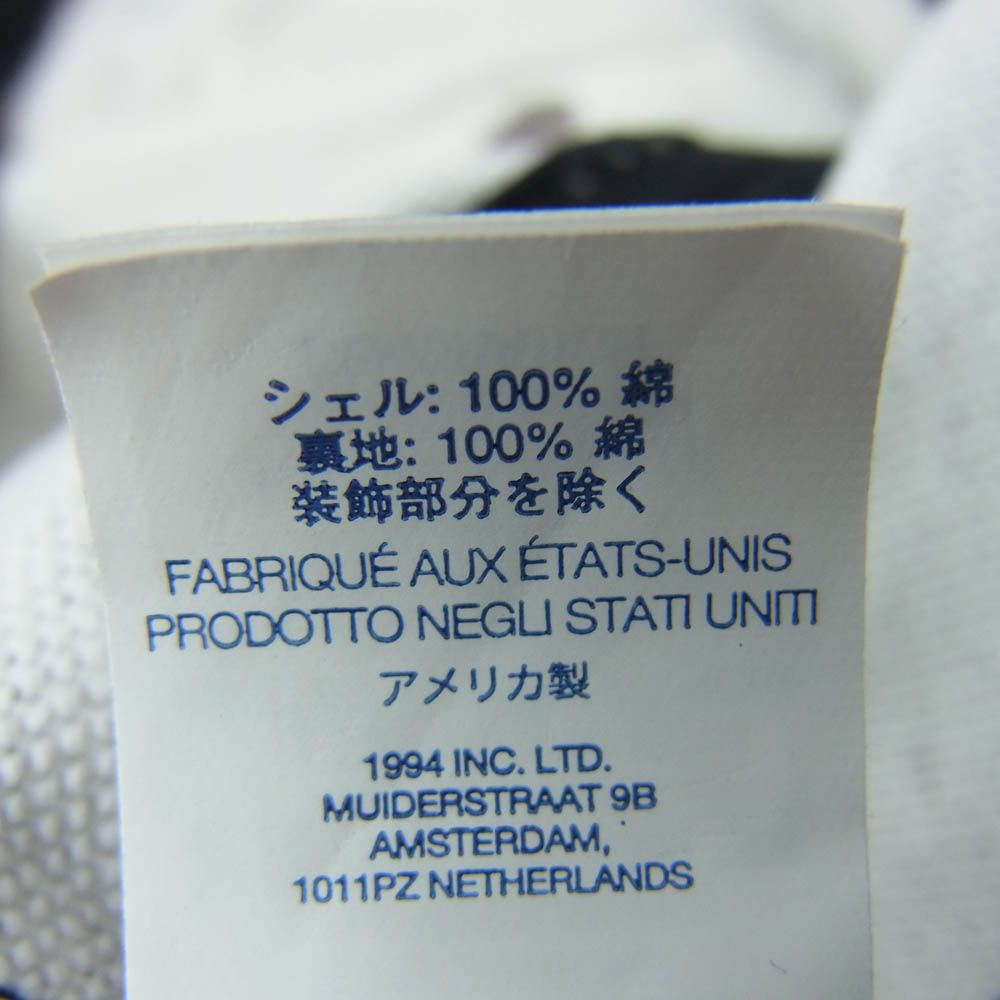 シェル: 100% 綿
裏地: 100% 綿
装飾部分を除く
FABRIQUÉ AUX ÉTATS-UNIS
PRODOTTO NEGLI STATI UNITI
アメリカ製
1994 INC. LTD.
MUIDERSTRAAT 9B
AMSTERDAM,
1011PZ NETHERLANDS